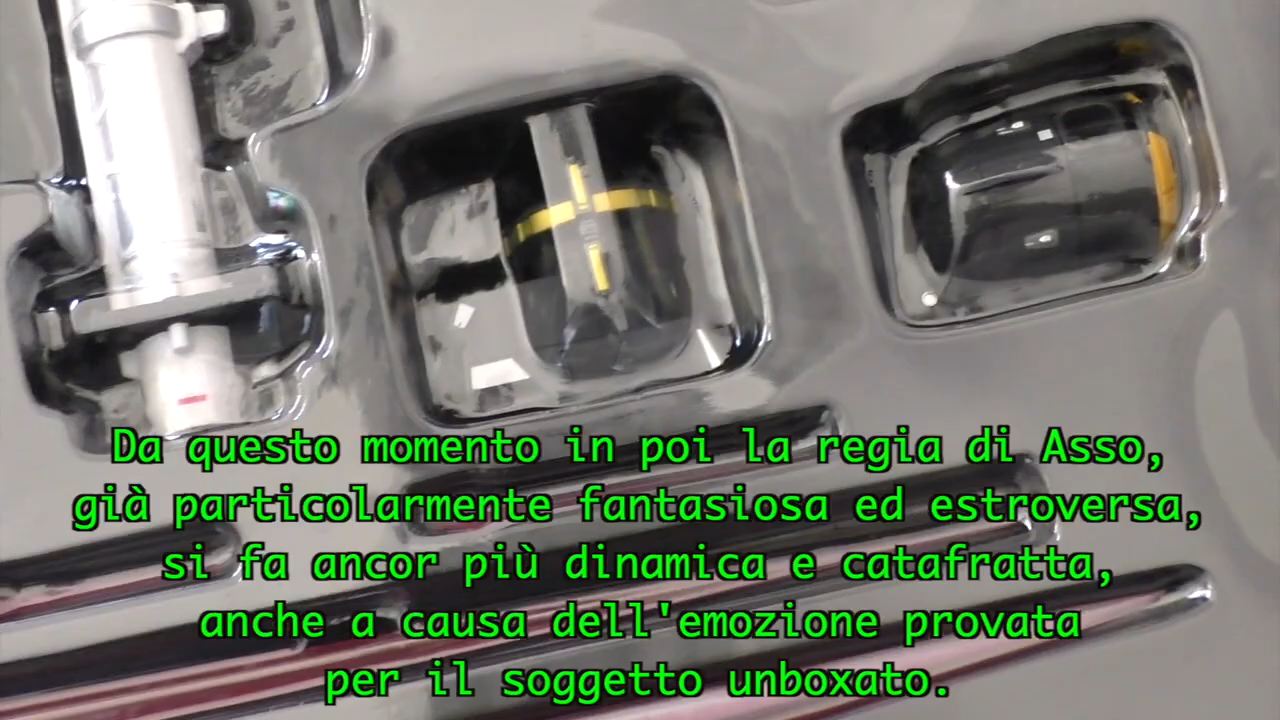 Da questo momento in poi la regia di Asso,
già particolarmente fantasiosa ed estroversa,
si fa ancor più dinamica e catafratta,
anche a causa dell'emozione provata
per il soggetto unboxato.